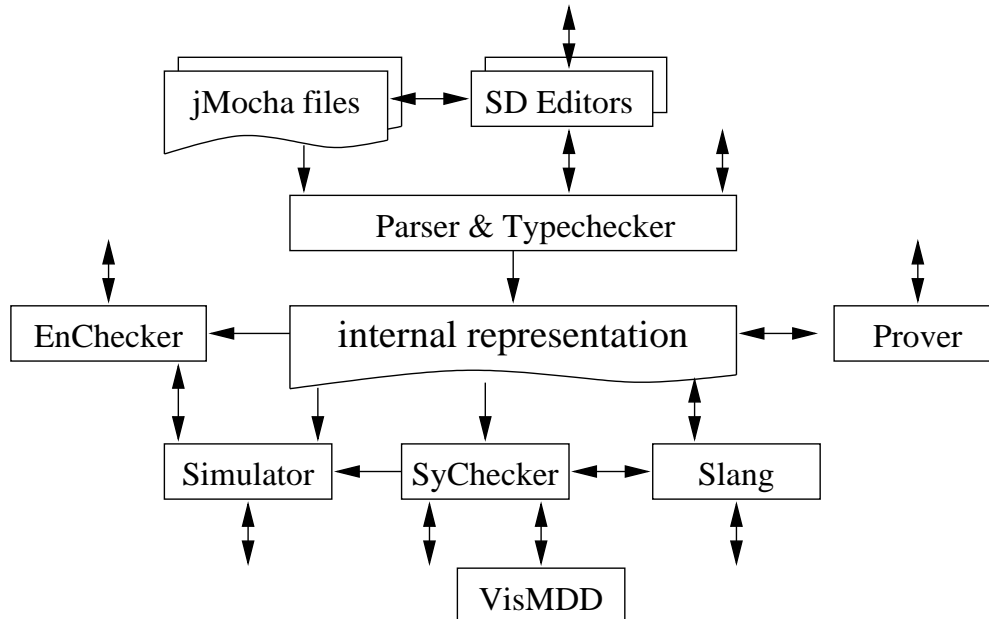 jMocha files
SD Editors
Parser & Typechecker
EnChecker
internal representation
Prover
Simulator
SyChecker
Slang
VisMDD